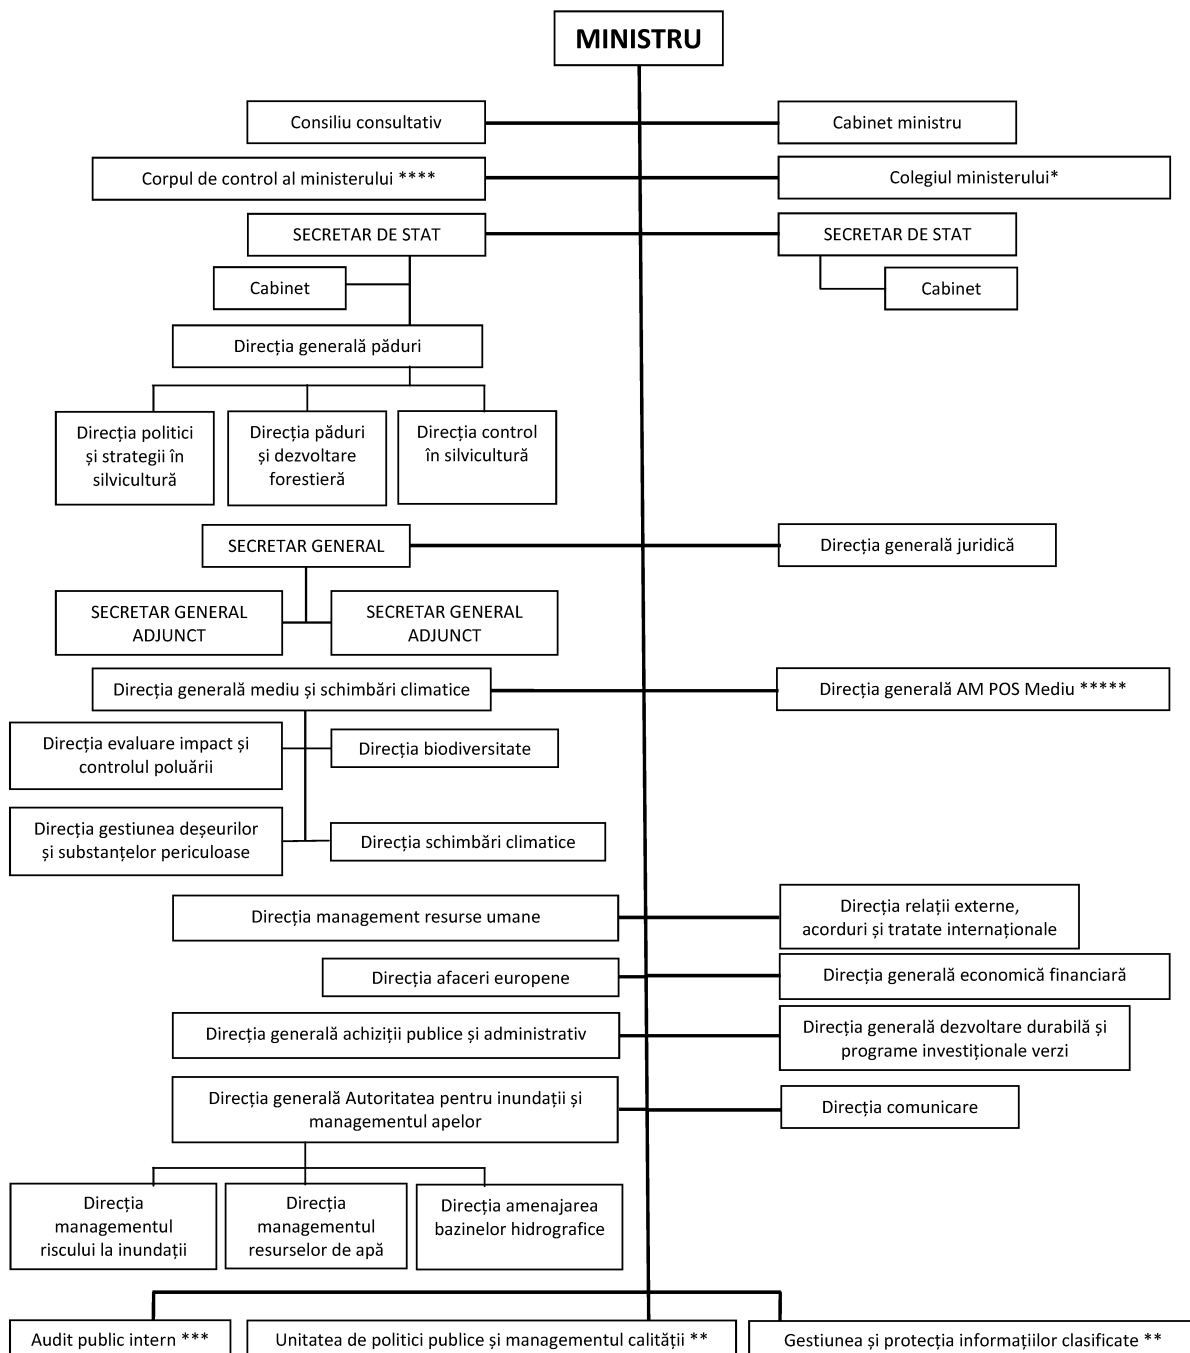 MINISTRU
Consiliu consultativ
Cabinet ministru
Corpul de control al ministerului ****
Colegiul ministerului*
SECRETAR DE STAT
SECRETAR DE STAT
Cabinet
Cabinet
Direcția generală păduri
Direcția politici
și strategii în
silvicultură
Direcția păduri
și dezvoltare
forestieră
Direcția control
în silvicultură
SECRETAR GENERAL
Direcția generală juridică
SECRETAR GENERAL
ADJUNCT
SECRETAR GENERAL
ADJUNCT
Direcția generală mediu și schimbări climatice
Direcția generală AM POS Mediu *****
Direcția evaluare impact și
controlul poluării
Direcția biodiversitate
Direcția gestiunea deșeurilor
și substanțelor periculoase
Direcția schimbări climatice
Direcția management resurse umane
Direcția relații externe,
acorduri și tratate internaționale
Direcția afaceri europene
Direcția generală economică financiară
Direcția generală achiziții publice și administrativ
Direcția generală dezvoltare durabilă și
programe investiționale verzi
Direcția generală Autoritatea pentru inundații și
managementul apelor
Direcția comunicare
Direcția
managementul
riscului la inundații
Direcția
managementul
resurselor de apă
Direcția amenajarea
bazinelor hidrografice
Audit public intern ***
Unitatea de politici publice și managementul calității **
Gestiunea și protecția informațiilor clasificate **